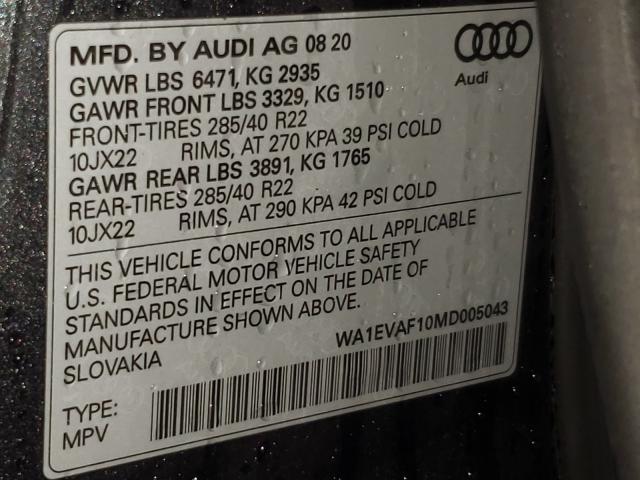 MFD. BY AUDI AG 08 20
Audi
GVWR LBS 6471, KG 2935
GAWR FRONT LBS 3329, KG 1510
FRONT-TIRES 285/40 R22
10JX22 RIMS, AT 270 KPA 39 PSI COLD
GAWR REAR LBS 3891, KG 1765
REAR-TIRES 285/40 R22
10JX22 RIMS, AT 290 KPA 42 PSI COLD
THIS VEHICLE CONFORMS TO ALL APPLICABLE
U.S. FEDERAL MOTOR VEHICLE SAFETY
STANDARDS IN EFFECT ON THE DATE OF
MANUFACTURE SHOWN ABOVE.
SLOVAKIA
WA1EVAF10MD005043
TYPE:
MPV